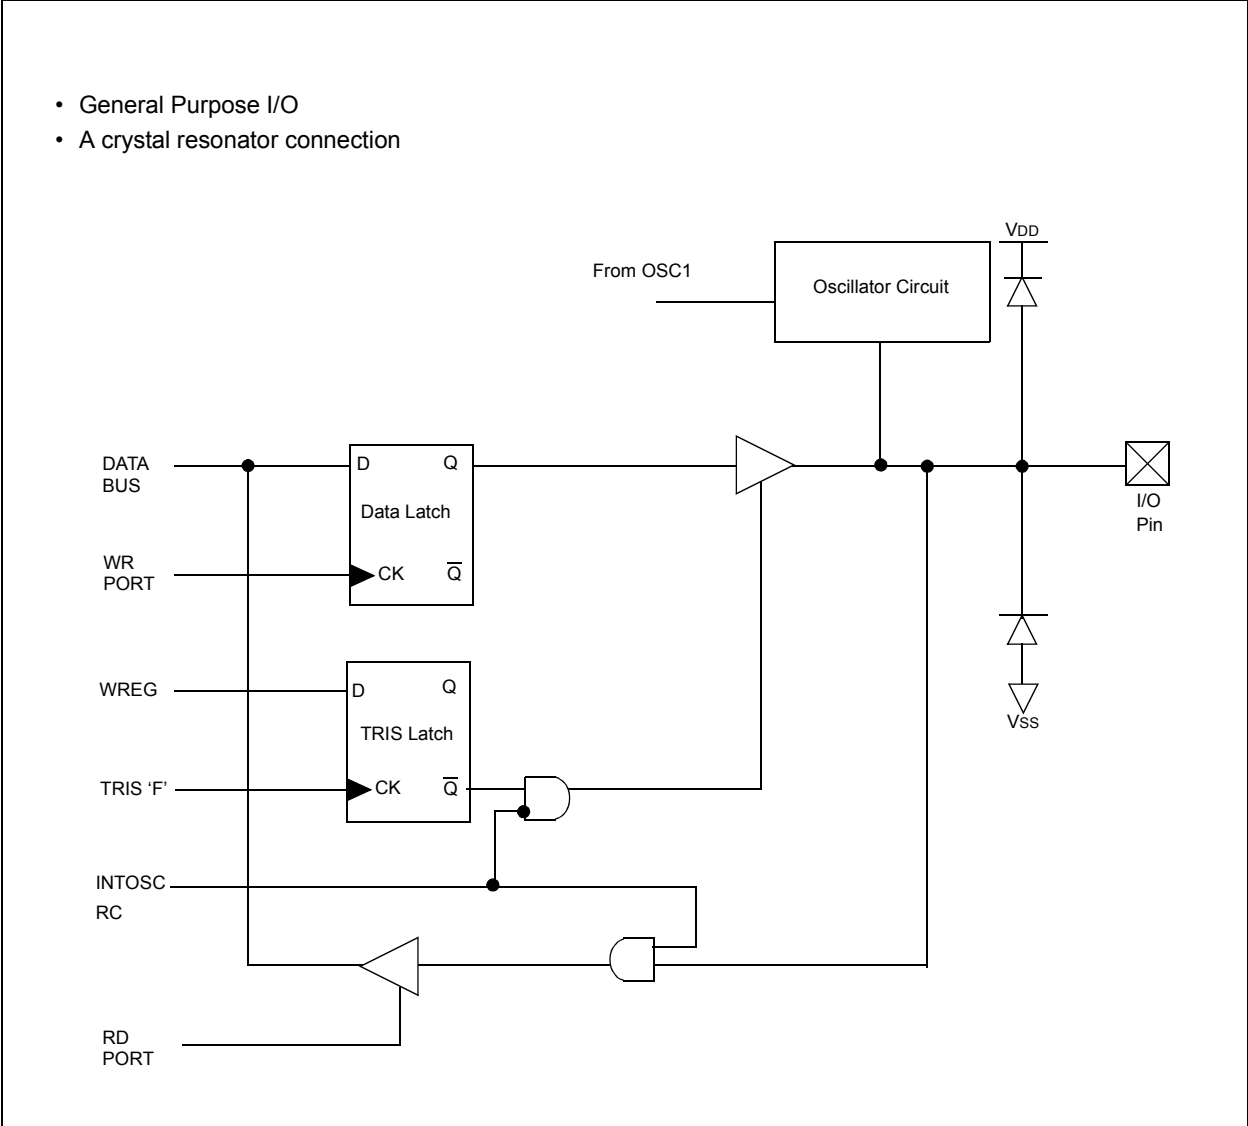 • General Purpose I/O
• A crystal resonator connection
VDD
From OSC1
Oscillator Circuit
DATA
BUS
D
Q
Data Latch
I/O
Pin
WR
PORT
CK
Q̅
WREG
D
Q
TRIS Latch
VSS
TRIS ‘F’
CK
Q̅
INTOSC
RC
RD
PORT